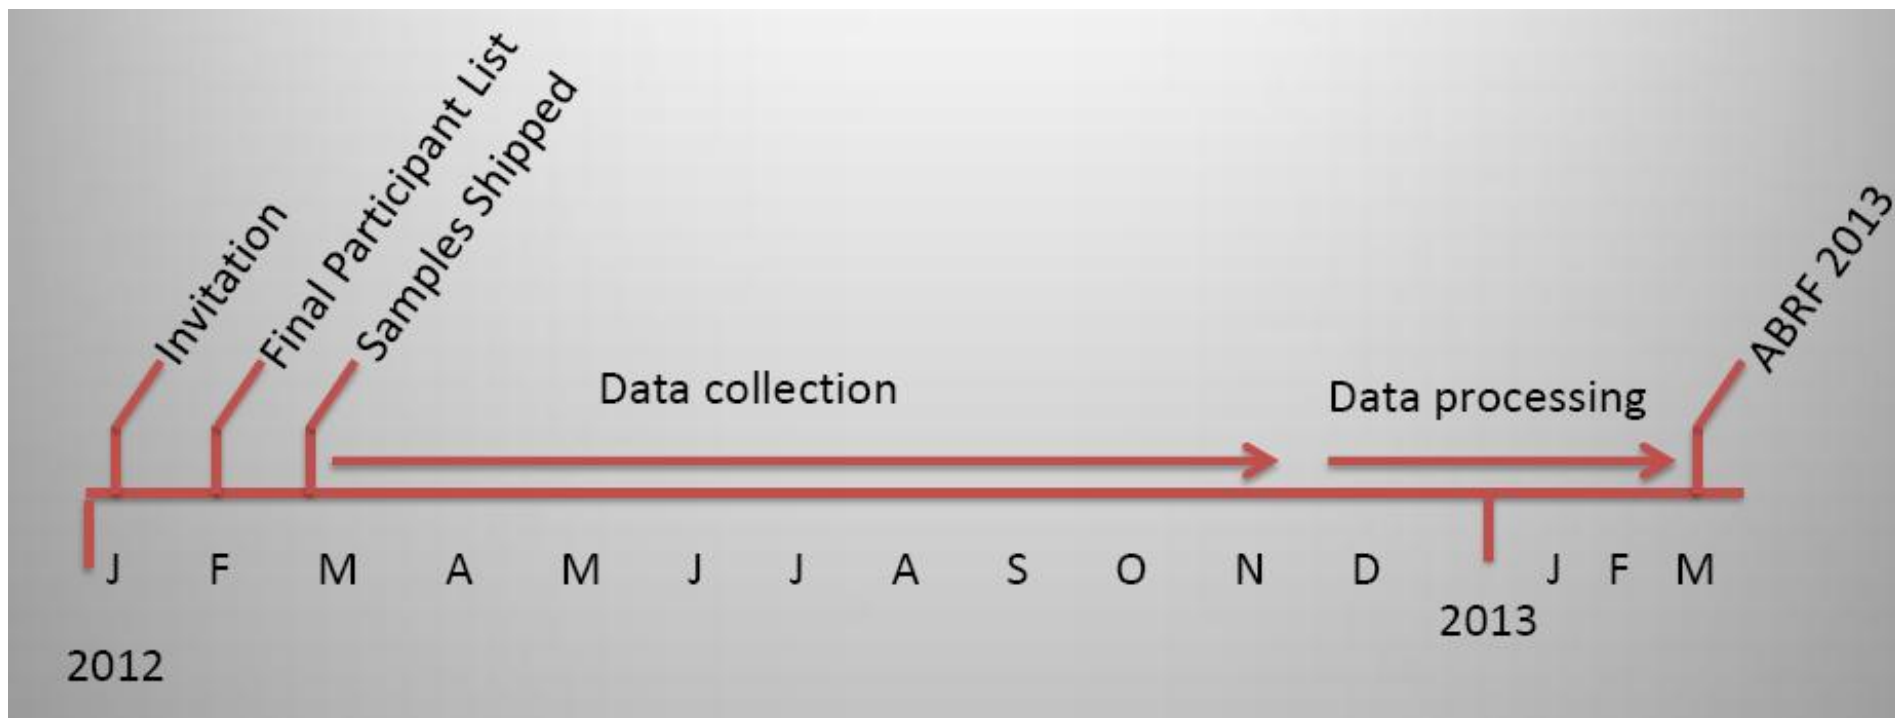 Invitation
Final Participant List
Samples Shipped
Data collection
Data processing
ABRF 2013
J F M A M J J A S O N D J F M
2013
2012